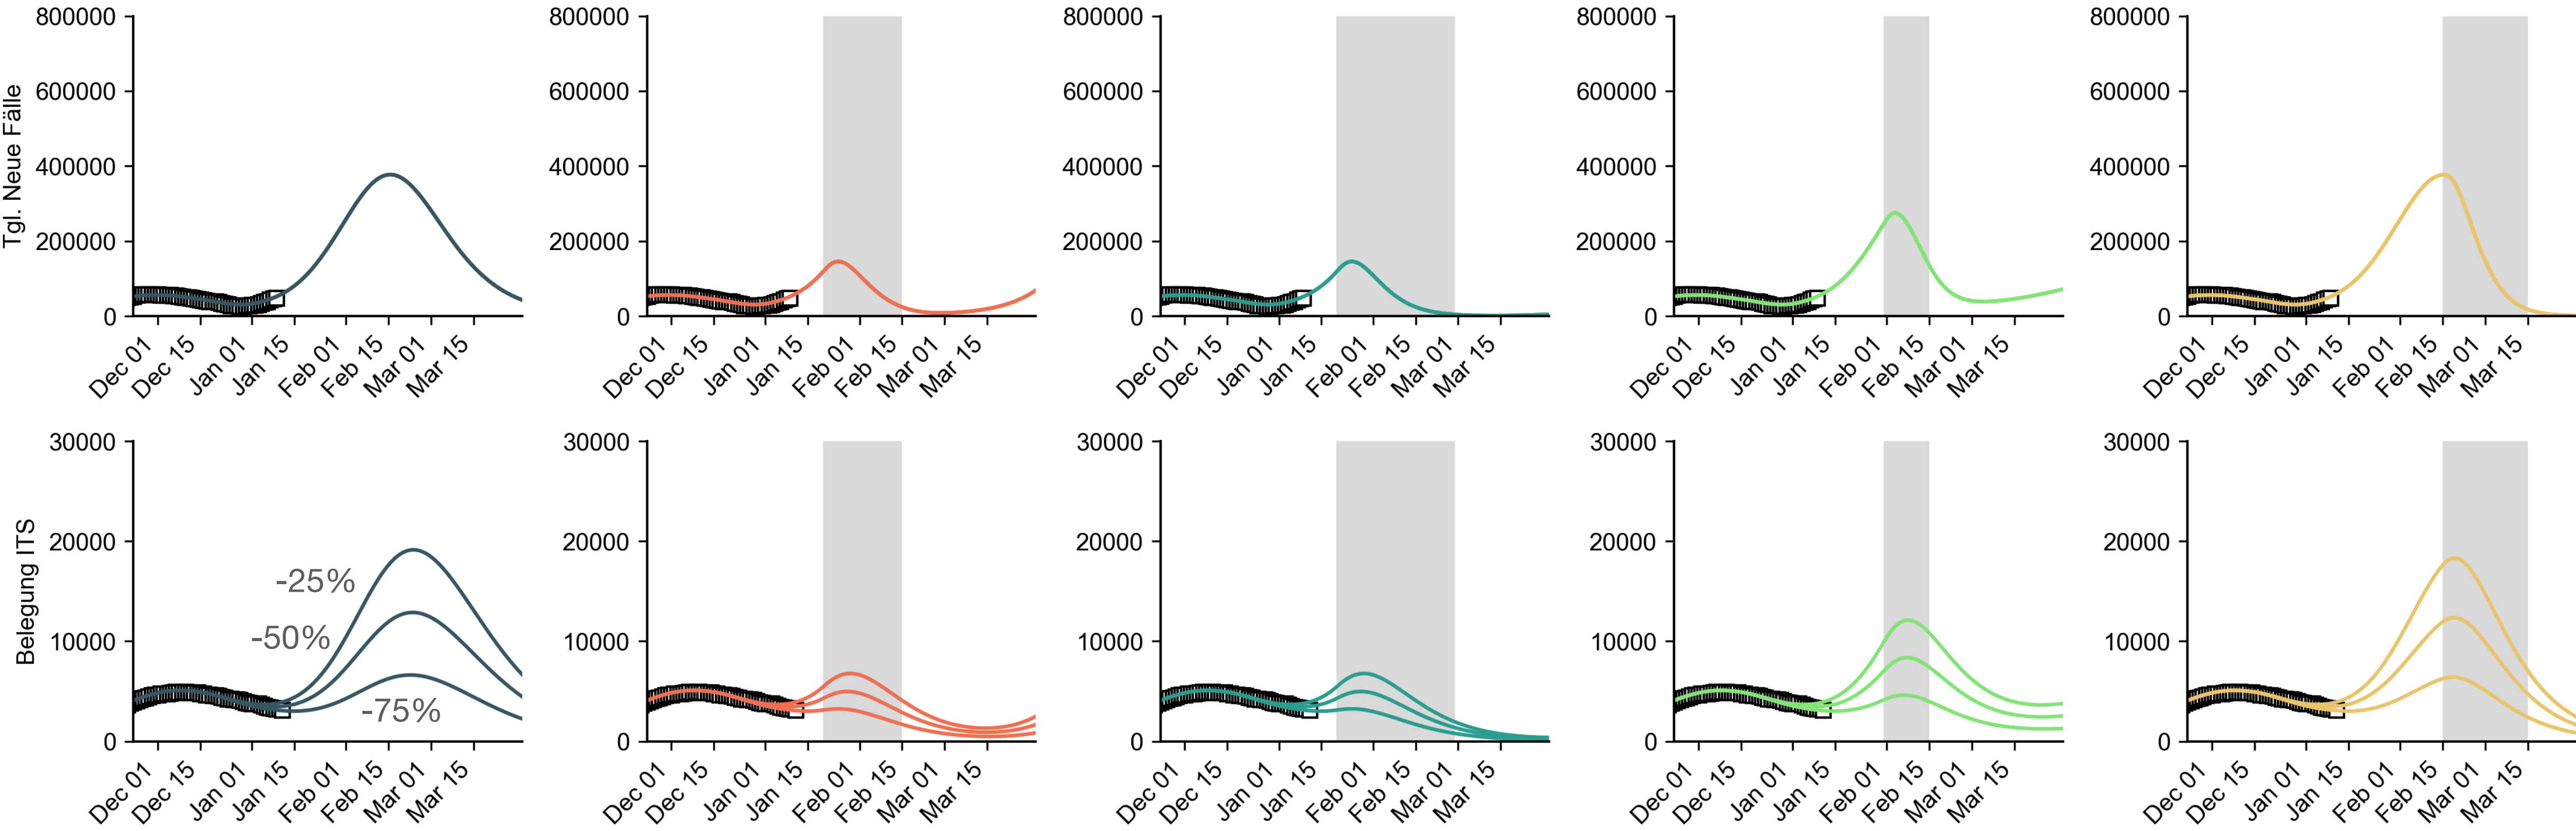 Tgl. Neue Fälle
800000
600000
400000
200000
0
Dec 01
Dec 15
Jan 01
Jan 15
Feb 01
Feb 15
Mar 01
Mar 15
800000
600000
400000
200000
0
Dec 01
Dec 15
Jan 01
Jan 15
Feb 01
Feb 15
Mar 01
Mar 15
800000
600000
400000
200000
0
Dec 01
Dec 15
Jan 01
Jan 15
Feb 01
Feb 15
Mar 01
Mar 15
800000
600000
400000
200000
0
Dec 01
Dec 15
Jan 01
Jan 15
Feb 01
Feb 15
Mar 01
Mar 15
800000
600000
400000
200000
0
Dec 01
Dec 15
Jan 01
Jan 15
Feb 01
Feb 15
Mar 01
Mar 15
Belegung ITS
30000
20000
10000
0
-25%
-50%
-75%
Dec 01
Dec 15
Jan 01
Jan 15
Feb 01
Feb 15
Mar 01
Mar 15
30000
20000
10000
0
Dec 01
Dec 15
Jan 01
Jan 15
Feb 01
Feb 15
Mar 01
Mar 15
30000
20000
10000
0
Dec 01
Dec 15
Jan 01
Jan 15
Feb 01
Feb 15
Mar 01
Mar 15
30000
20000
10000
0
Dec 01
Dec 15
Jan 01
Jan 15
Feb 01
Feb 15
Mar 01
Mar 15
30000
20000
10000
0
Dec 01
Dec 15
Jan 01
Jan 15
Feb 01
Feb 15
Mar 01
Mar 15